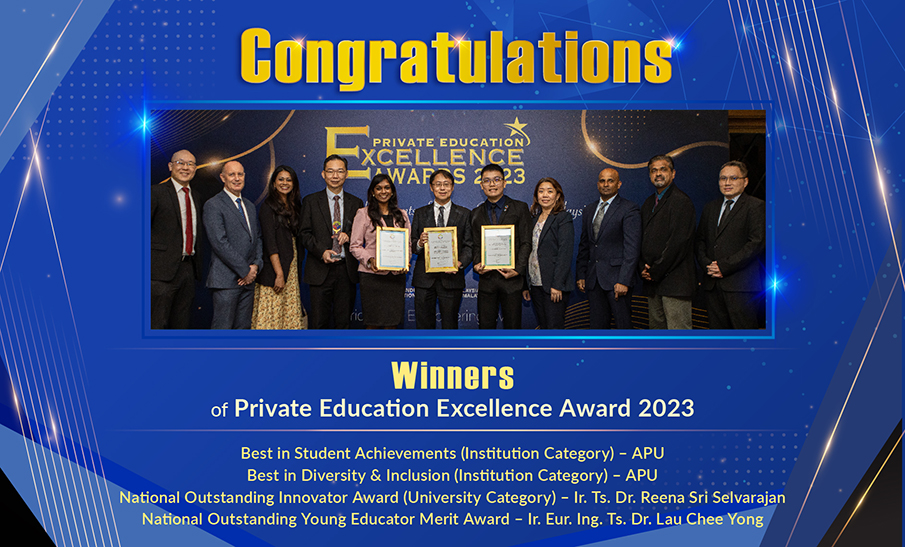 Congratulations
PRIVATE EDUCATION
EXCELLENCE
AWARDS 2023
Winners
of Private Education Excellence Award 2023
Best in Student Achievements (Institution Category) – APU
Best in Diversity & Inclusion (Institution Category) – APU
National Outstanding Innovator Award (University Category) – Ir. Ts. Dr. Reena Sri Selvarajan
National Outstanding Young Educator Merit Award – Ir. Eur. Ing. Ts. Dr. Lau Chee Yong